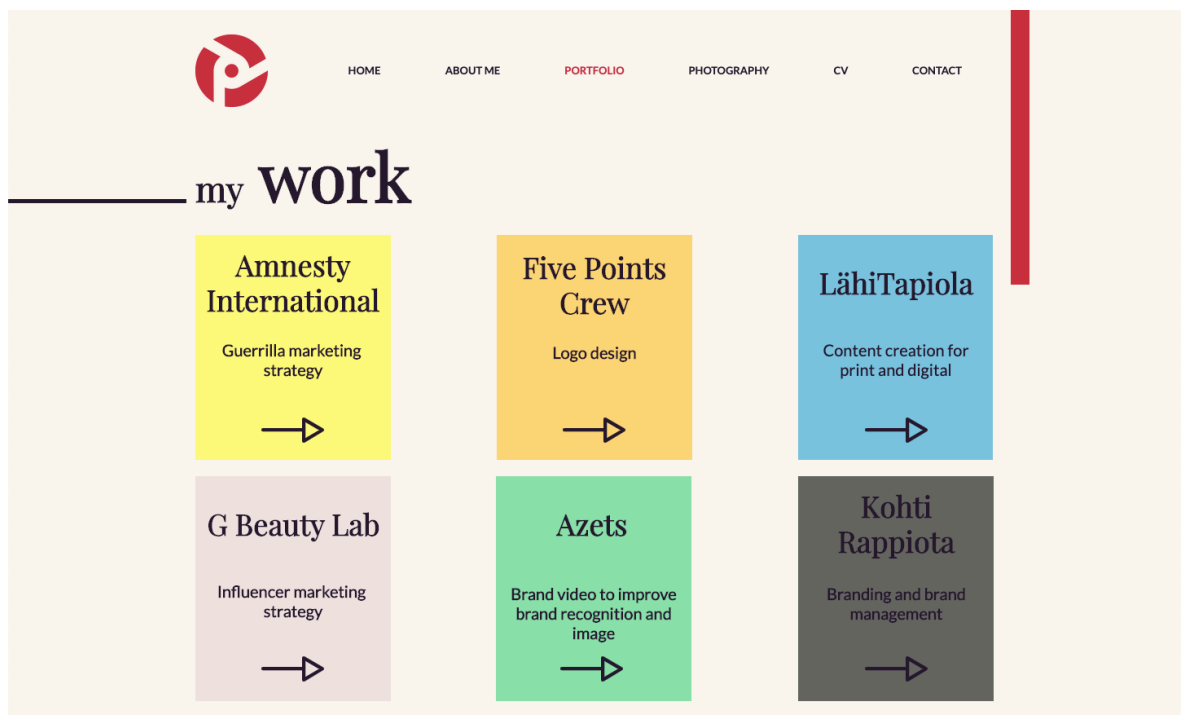 HOME ABOUT ME PORTFOLIO PHOTOGRAPHY CV CONTACT
my work
Amnesty
International
Guerrilla marketing
strategy
Five Points
Crew
Logo design
LähiTapiola
Content creation for
print and digital
G Beauty Lab
Influencer marketing
strategy
Azets
Brand video to improve
brand recognition and
image
Kohti
Rappiota
Branding and brand
management